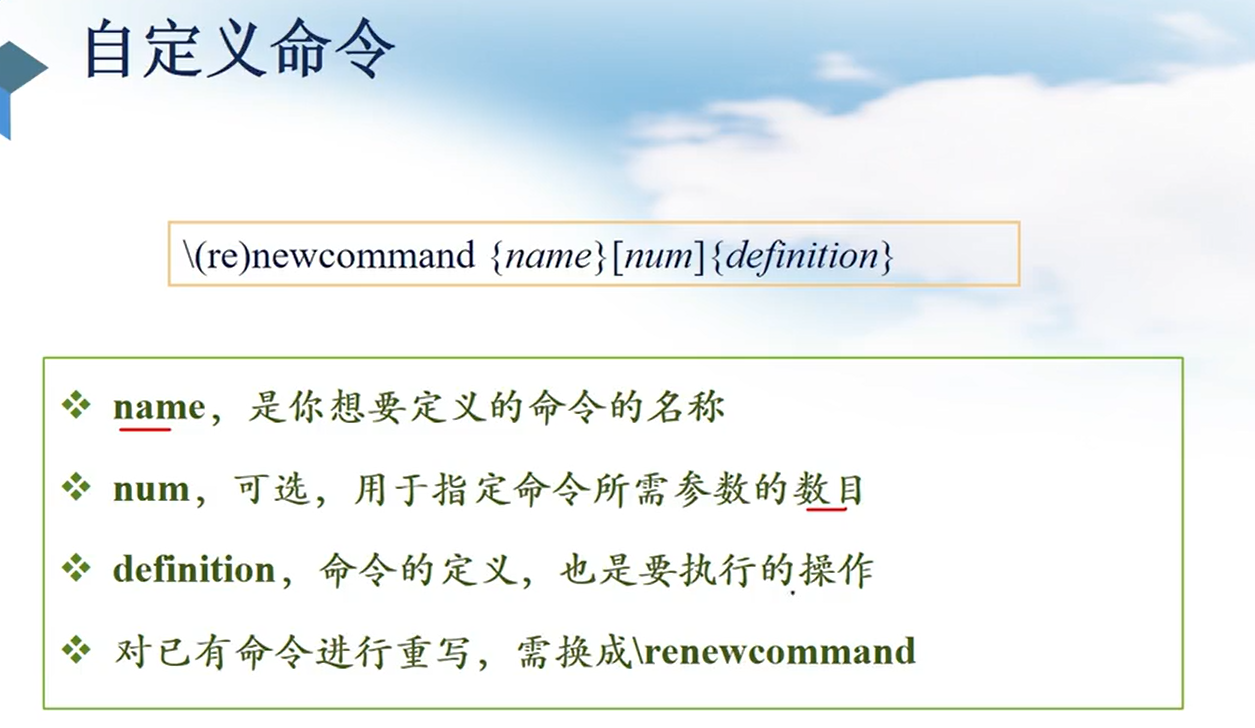 自定义命令
\(re)newcommand {name}[num]{definition}
name，是你想要定义的命令的名称
num，可选，用于指定命令所需参数的数目
definition，命令的定义，也是要执行的操作
对已有命令进行重写，需换成\renewcommand